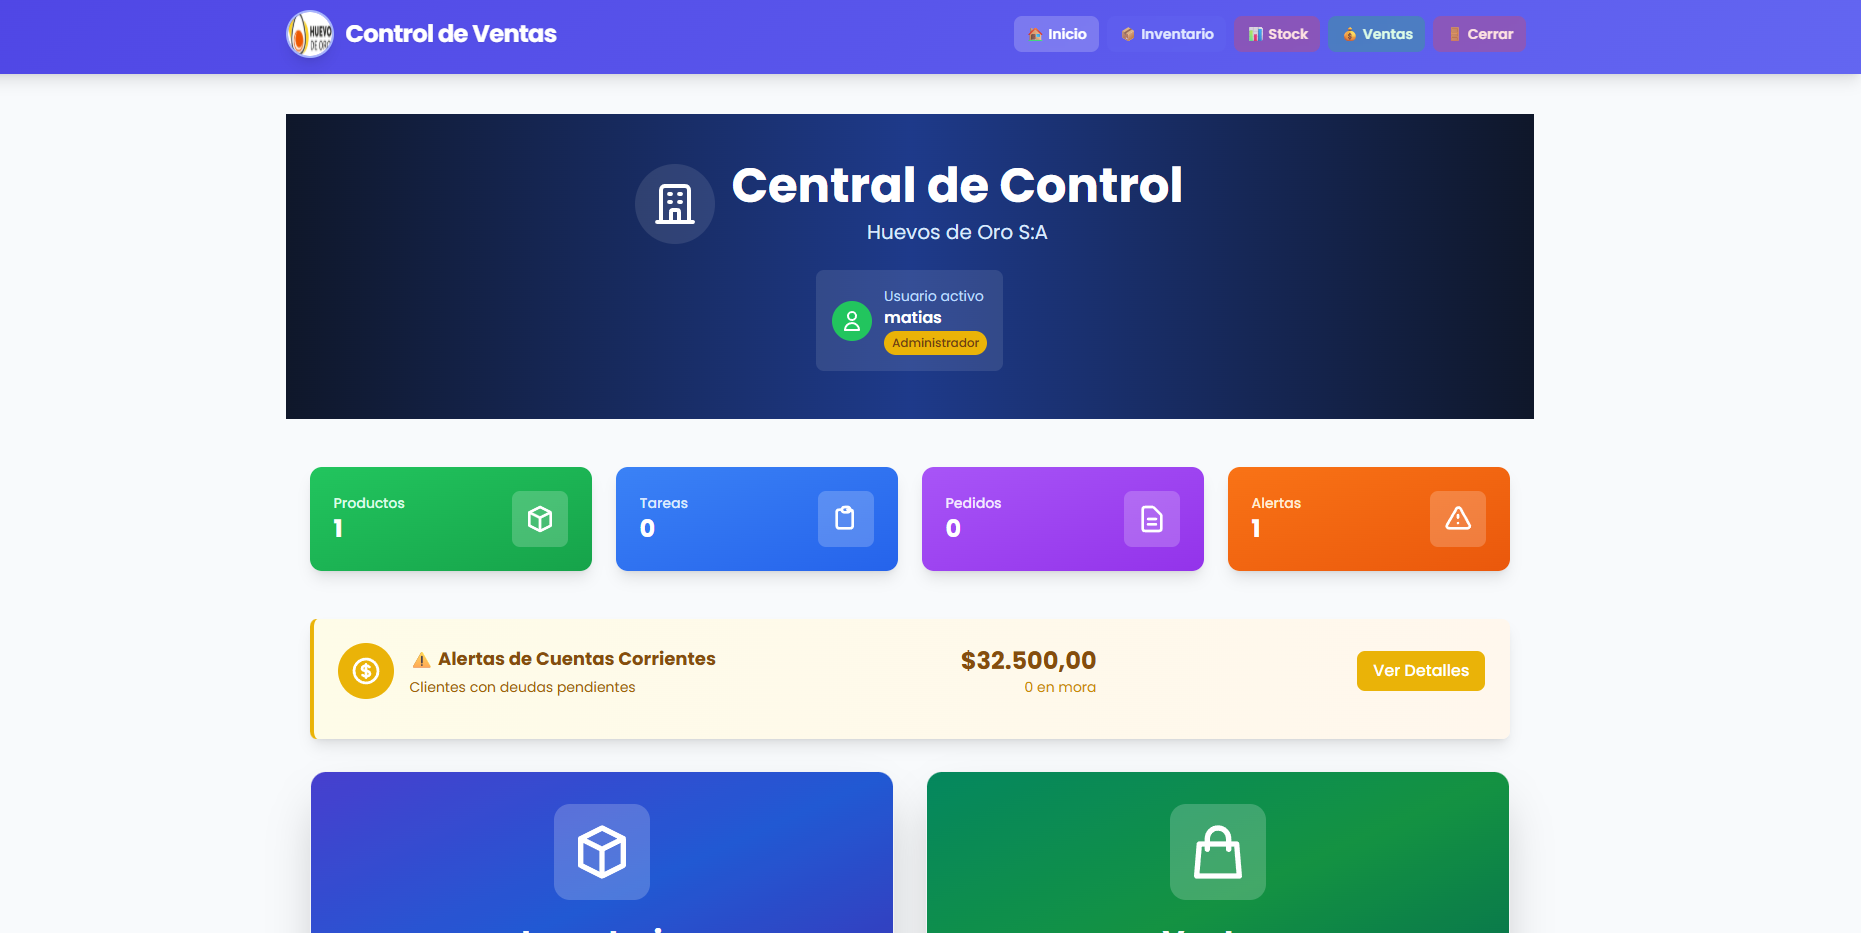 HUEVO
DE ORO
Control de Ventas
🏠 Inicio
📦 Inventario
📊 Stock
💰 Ventas
🚪 Cerrar
Central de Control
Huevos de Oro S:A
Usuario activo
matias
Administrador
Productos
1
Tareas
0
Pedidos
0
Alertas
1
⚠️ Alertas de Cuentas Corrientes
Clientes con deudas pendientes
$32.500,00
0 en mora
Ver Detalles